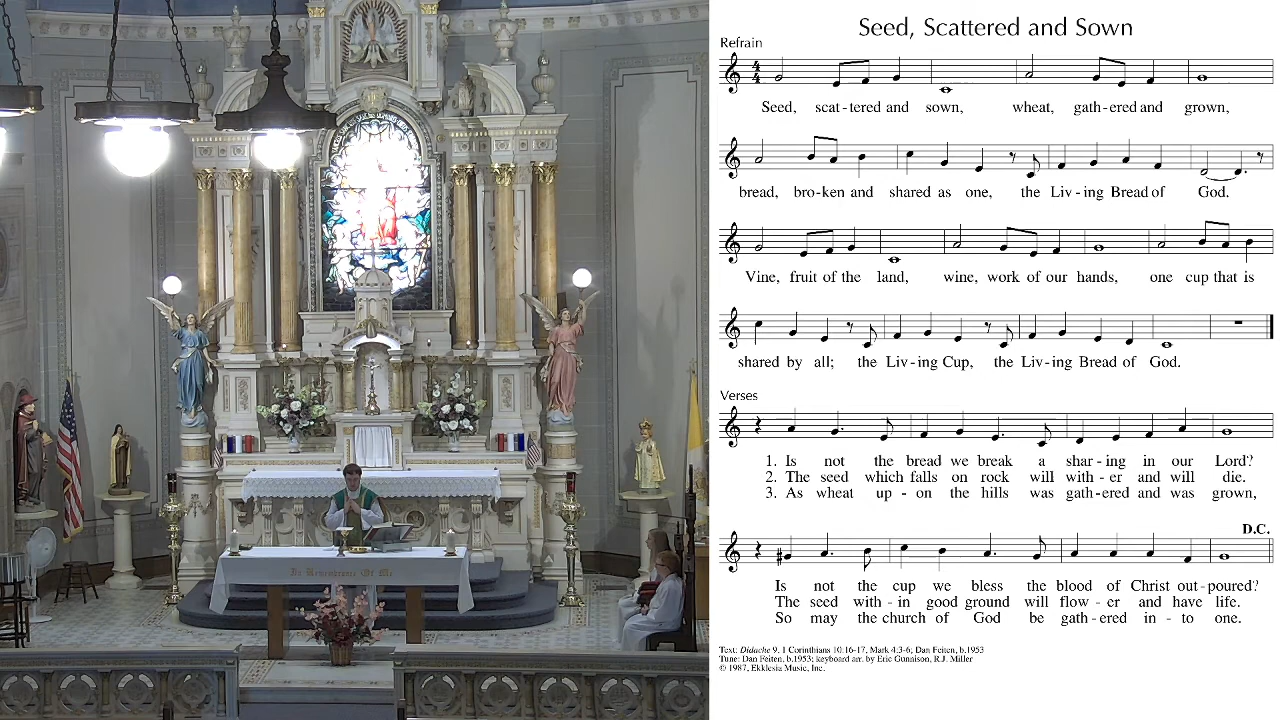 Seed, Scattered and Sown
Refrain
Seed, scat-tered and sown, wheat, gath-ered and grown,
bread, bro-ken and shared as one, the Liv-ing Bread of God.
Vine, fruit of the land, wine, work of our hands, one cup that is
shared by all; the Liv-ing Cup, the Liv-ing Bread of God.
Verses
1. Is not the bread we break a shar-ing in our Lord?
2. The seed which falls on rock will with-er and will die.
3. As wheat up-on the hills was gath-ered and was grown,
D.C.
Is not the cup we bless the blood of Christ out-poured?
The seed with-in good ground will flow-er and have life.
So may the church of God be gath-ered in-to one.
Text: Didache 9, 1 Corinthians 10:16-17, Mark 4:3-6; Dan Feiten, b.1953
Tune: Dan Feiten, b.1953; keyboard arr. by Eric Gunnison, R.J. Miller
© 1987, Ekklesia Music, Inc.
In Remembrance Of Me